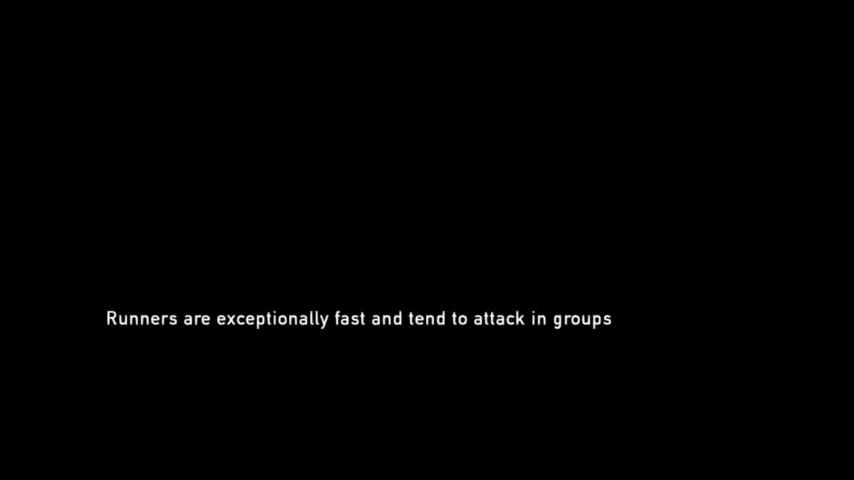 Runners are exceptionally fast and tend to attack in groups